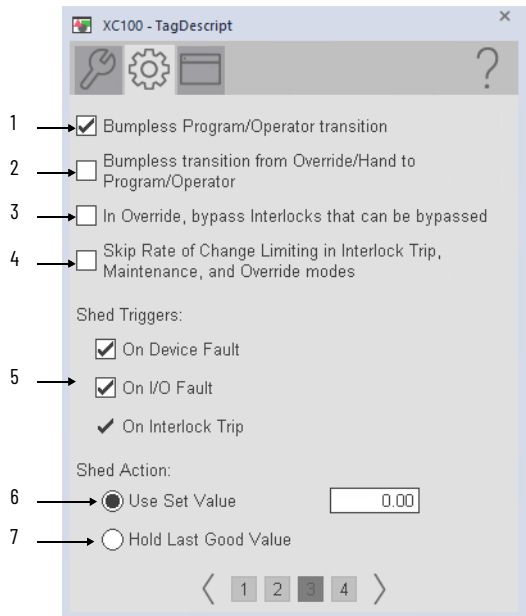 XC100 - TagDescript
×
?
1 Bumpless Program/Operator transition
2 Bumpless transition from Override/Hand to
Program/Operator
3 In Override, bypass Interlocks that can be bypassed
4 Skip Rate of Change Limiting in Interlock Trip,
Maintenance, and Override modes
Shed Triggers:
On Device Fault
5 On I/O Fault
On Interlock Trip
Shed Action:
6 Use Set Value 0.00
7 Hold Last Good Value
1 2 3 4